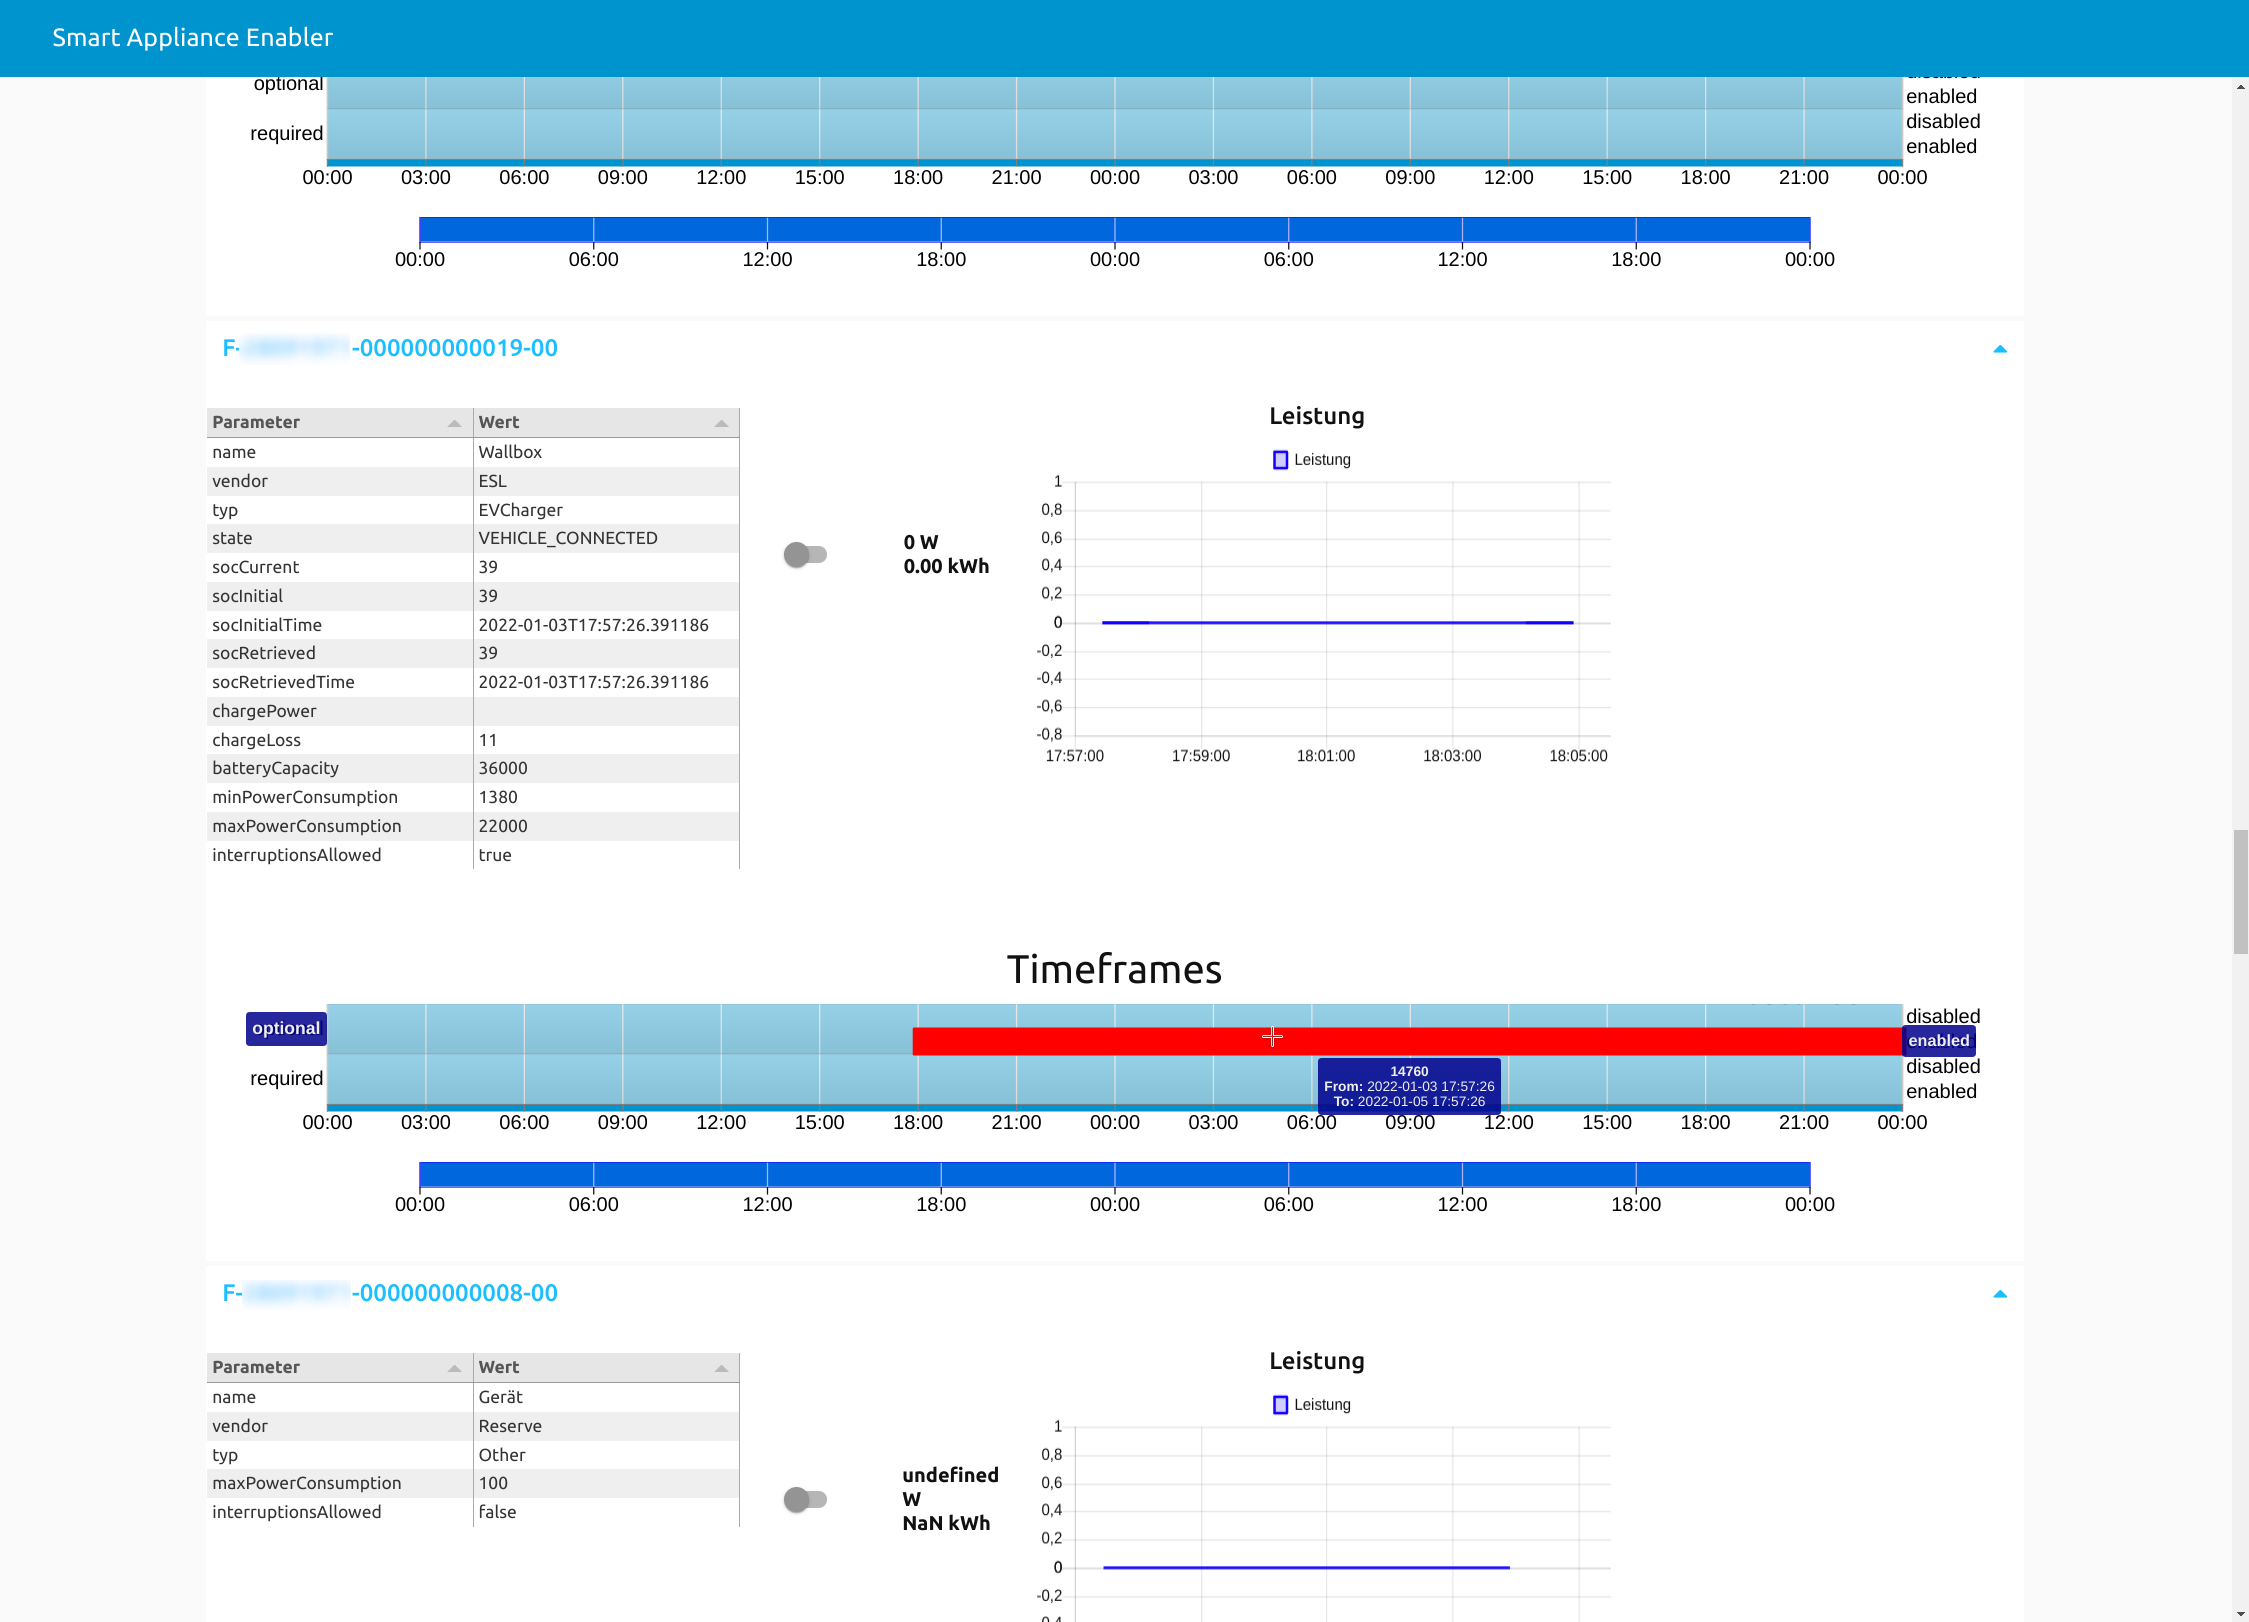 Smart Appliance Enabler
optional
enabled
required
disabled
enabled
00:00 03:00 06:00 09:00 12:00 15:00 18:00 21:00 00:00 03:00 06:00 09:00 12:00 15:00 18:00 21:00 00:00
00:00 06:00 12:00 18:00 00:00 06:00 12:00 18:00 00:00
F- -000000000019-00
Parameter Wert
name Wallbox
vendor ESL
typ EVCharger
state VEHICLE_CONNECTED
socCurrent 39
socInitial 39
socInitialTime 2022-01-03T17:57:26.391186
socRetrieved 39
socRetrievedTime 2022-01-03T17:57:26.391186
chargePower
chargeLoss 11
batteryCapacity 36000
minPowerConsumption 1380
maxPowerConsumption 22000
interruptionsAllowed true
0 W
0.00 kWh
Leistung
Leistung
1
0,8
0,6
0,4
0,2
0
-0,2
-0,4
-0,6
-0,8
17:57:00 17:59:00 18:01:00 18:03:00 18:05:00
Timeframes
optional
required
disabled
enabled
disabled
enabled
14760
From: 2022-01-03 17:57:26
To: 2022-01-05 17:57:26
00:00 03:00 06:00 09:00 12:00 15:00 18:00 21:00 00:00 03:00 06:00 09:00 12:00 15:00 18:00 21:00 00:00
00:00 06:00 12:00 18:00 00:00 06:00 12:00 18:00 00:00
F- -000000000008-00
Parameter Wert
name Gerät
vendor Reserve
typ Other
maxPowerConsumption 100
interruptionsAllowed false
undefined
W
NaN kWh
Leistung
Leistung
1
0,8
0,6
0,4
0,2
0
-0,2